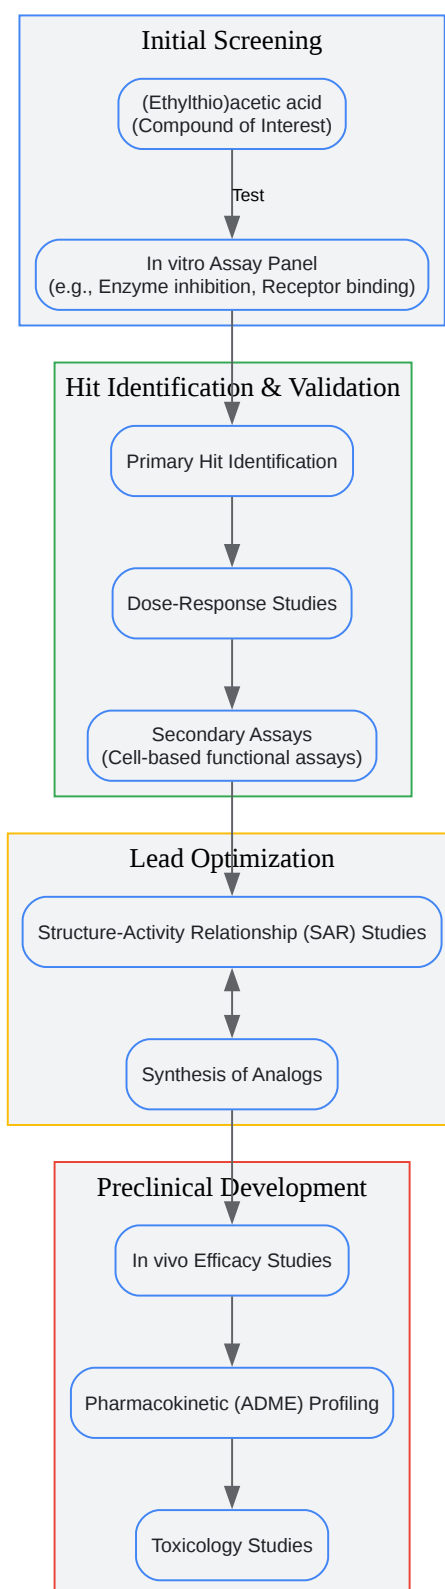 Initial Screening
(Ethylthio)acetic acid
(Compound of Interest)
Test
In vitro Assay Panel
(e.g., Enzyme inhibition, Receptor binding)
Hit Identification & Validation
Primary Hit Identification
Dose-Response Studies
Secondary Assays
(Cell-based functional assays)
Lead Optimization
Structure-Activity Relationship (SAR) Studies
Synthesis of Analogs
Preclinical Development
In vivo Efficacy Studies
Pharmacokinetic (ADME) Profiling
Toxicology Studies